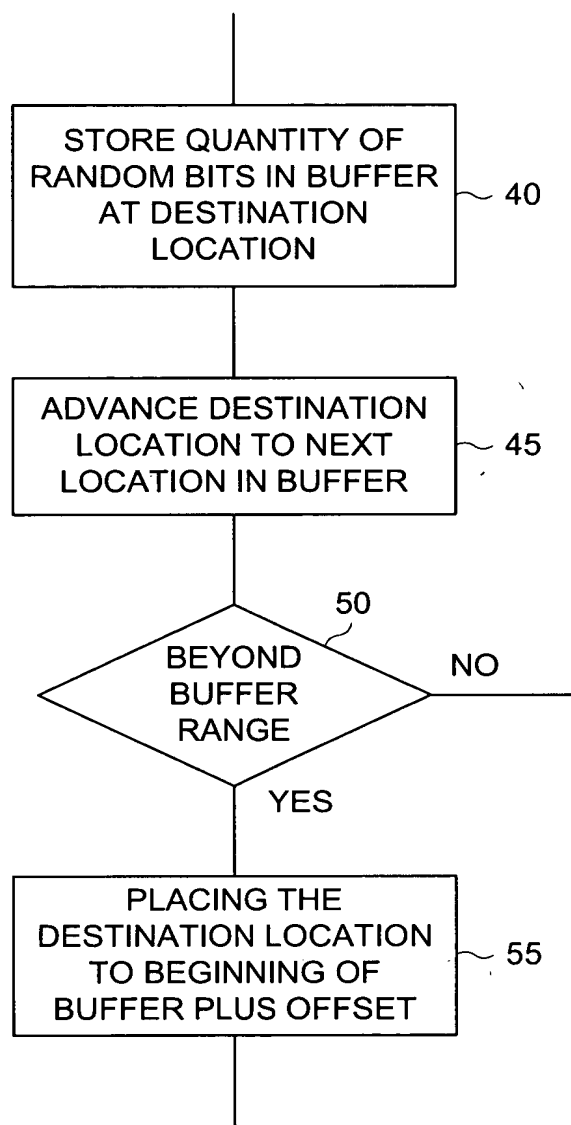 STORE QUANTITY OF
RANDOM BITS IN BUFFER
AT DESTINATION
LOCATION
40
ADVANCE DESTINATION
LOCATION TO NEXT
LOCATION IN BUFFER
45
50
BEYOND
BUFFER
RANGE
NO
YES
PLACING THE
DESTINATION LOCATION
TO BEGINNING OF
BUFFER PLUS OFFSET
55